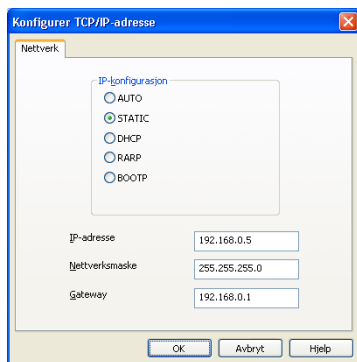 Konfigurer TCP/IP-adresse
Nettverk
IP-konfigurasjon
AUTO
STATIC
DHCP
RARP
BOOTP
IP-adresse 192.168.0.5
Nettverksmaske 255.255.255.0
Gateway 192.168.0.1
OK Avbryt Hjelp